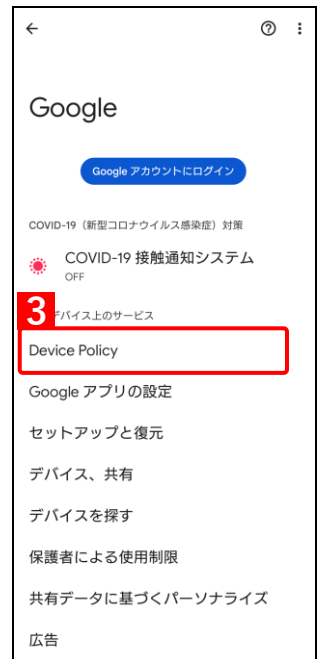 Google
Google アカウントにログイン
COVID-19（新型コロナウイルス感染症）対策
COVID-19 接触通知システム
OFF
3
デバイス上のサービス
Device Policy
Google アプリの設定
セットアップと復元
デバイス、共有
デバイスを探す
保護者による使用制限
共有データに基づくパーソナライズ
広告